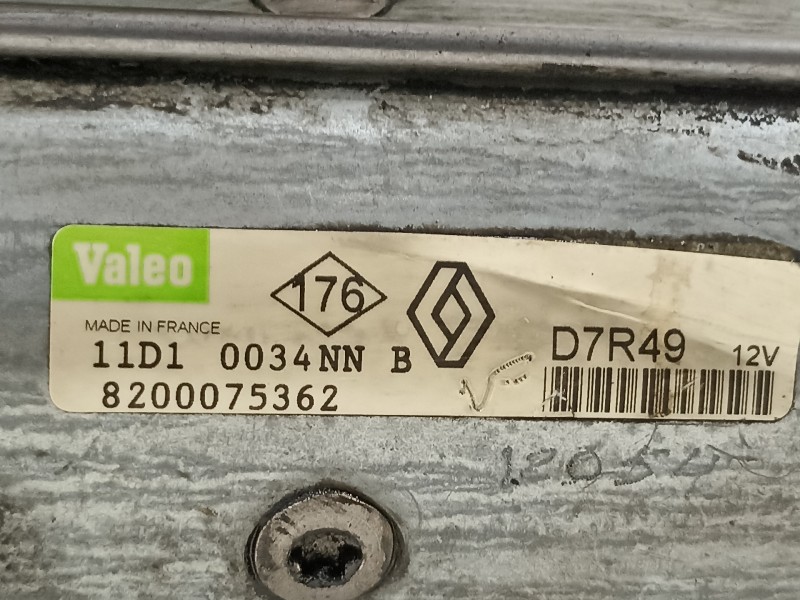 Valeo
176
MADE IN FRANCE
11D1 0034NN B
8200075362
D7R49 12V